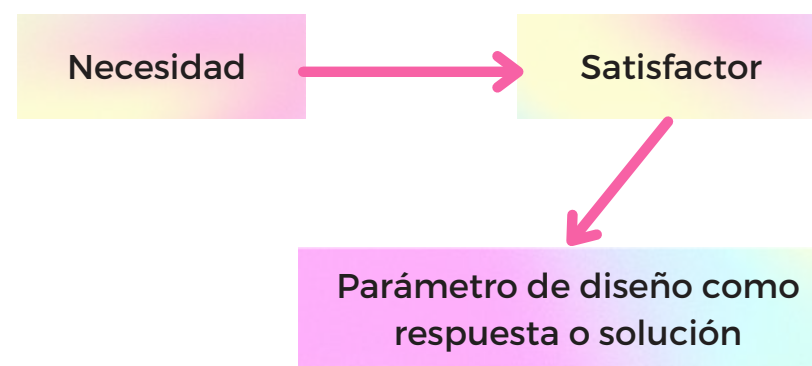 Necesidad
Satisfactor
Parámetro de diseño como
respuesta o solución